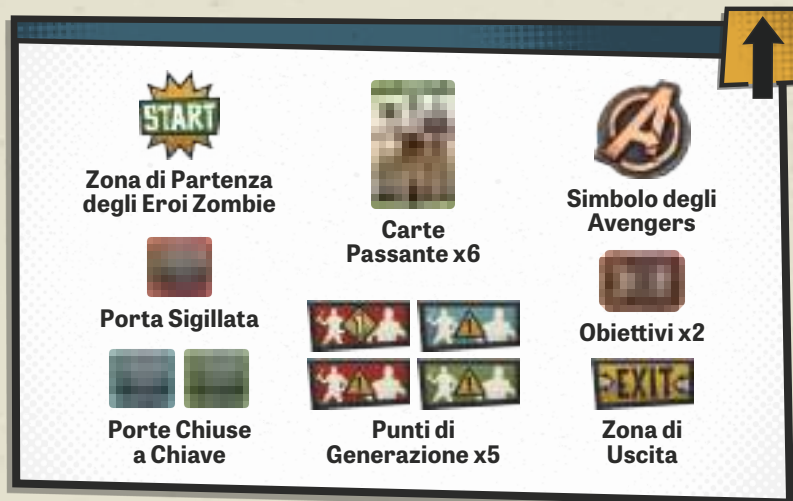 START
Zona di Partenza
degli Eroi Zombie
Carte
Passante x6
Simbolo degli
Avengers
Porta Sigillata
Obiettivi x2
Porte Chiuse
a Chiave
1
Punti di
Generazione x5
EXIT
Zona di
Uscita